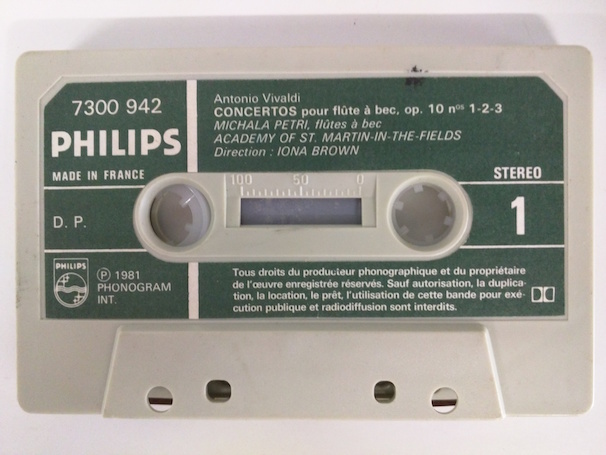 7300 942
PHILIPS
MADE IN FRANCE
D. P.
PHILIPS
Ⓟ 1981
PHONOGRAM
INT.
Antonio Vivaldi
CONCERTOS pour flûte à bec, op. 10 nos 1-2-3
MICHALA PETRI, flûtes à bec
ACADEMY OF ST. MARTIN-IN-THE-FIELDS
Direction : IONA BROWN
100 50 0
STEREO
1
Tous droits du producteur phonographique et du propriétaire
de l'œuvre enregistrée réservés. Sauf autorisation, la duplica-
tion, la location, le prêt, l'utilisation de cette bande pour exé-
cution publique et radiodiffusion sont interdits.